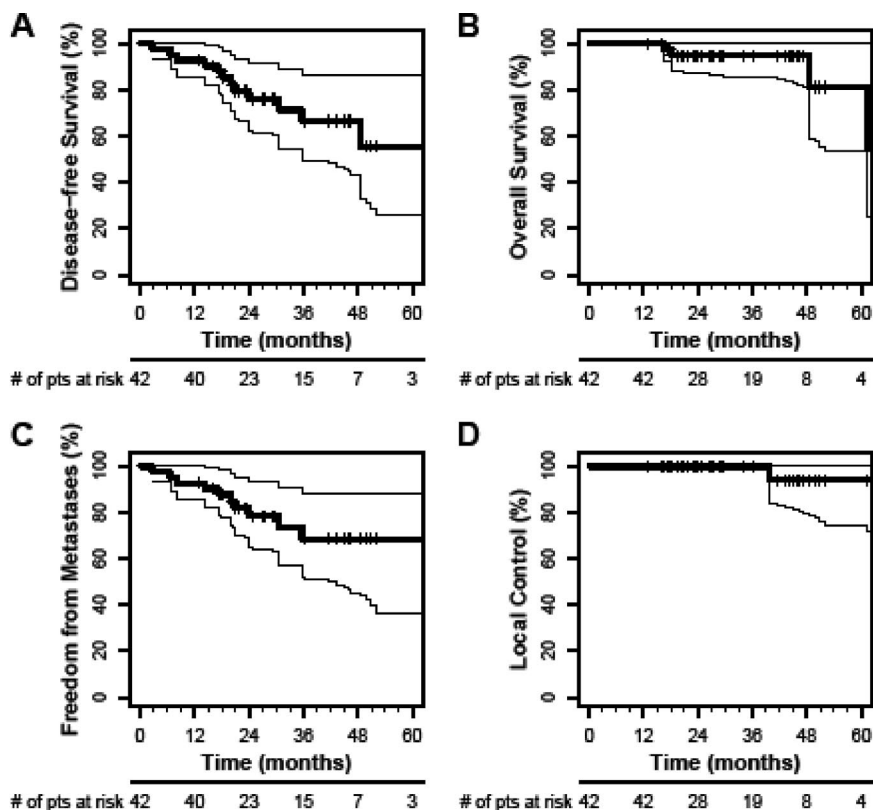 A
Disease-free Survival (%)
100
80
60
40
20
0
0 12 24 36 48 60
Time (months)
# of pts at risk 42 40 23 15 7 3
B
Overall Survival (%)
100
80
60
40
20
0
0 12 24 36 48 60
Time (months)
# of pts at risk 42 42 28 19 8 4
C
Freedom from Metastases (%)
100
80
60
40
20
0
0 12 24 36 48 60
Time (months)
# of pts at risk 42 40 23 15 7 3
D
Local Control (%)
100
80
60
40
20
0
0 12 24 36 48 60
Time (months)
# of pts at risk 42 42 28 19 8 4